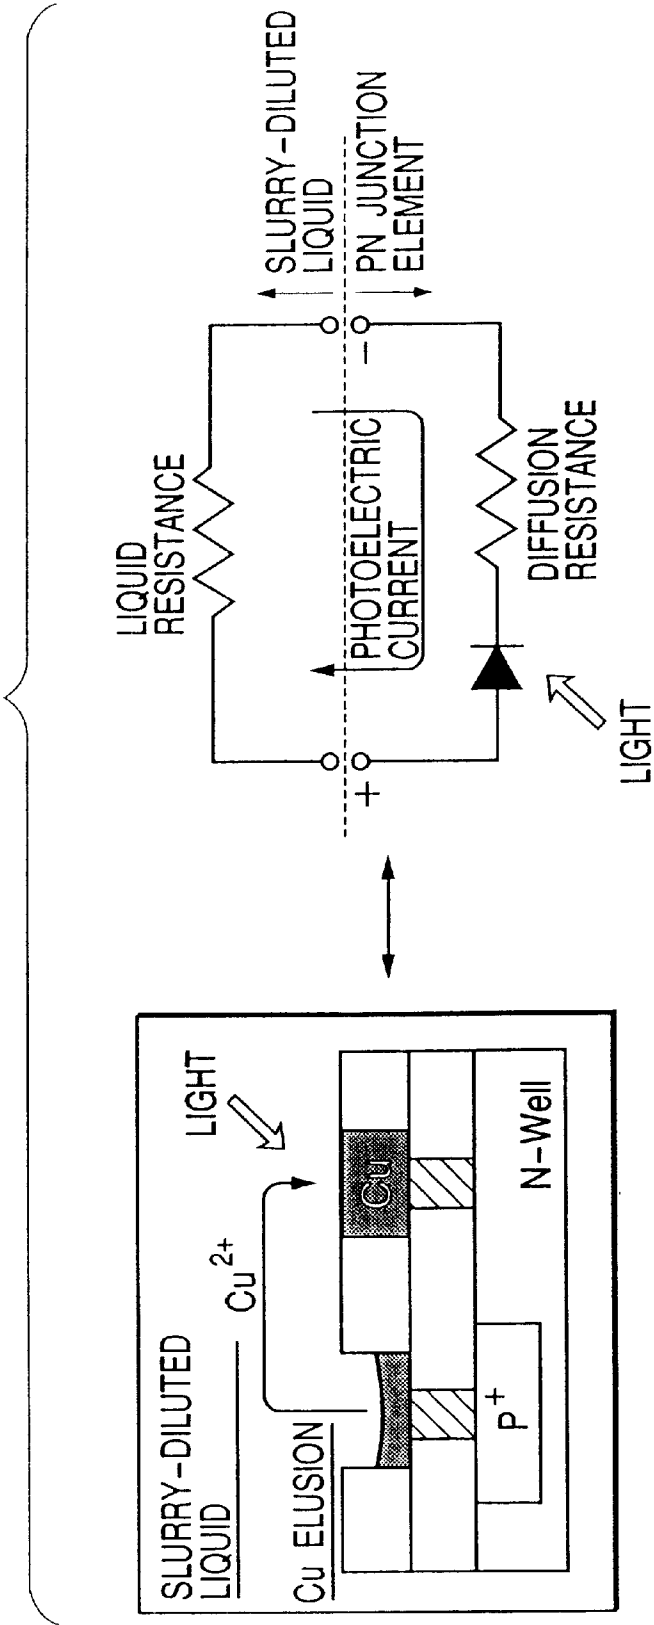 SLURRY-DILUTED
LIQUID
Cu²⁺
LIGHT
Cu ELUSION
Cu
P⁺
N-Well
LIQUID
RESISTANCE
SLURRY-DILUTED
LIQUID
PN JUNCTION
ELEMENT
+
−
PHOTOELECTRIC
CURRENT
DIFFUSION
RESISTANCE
LIGHT